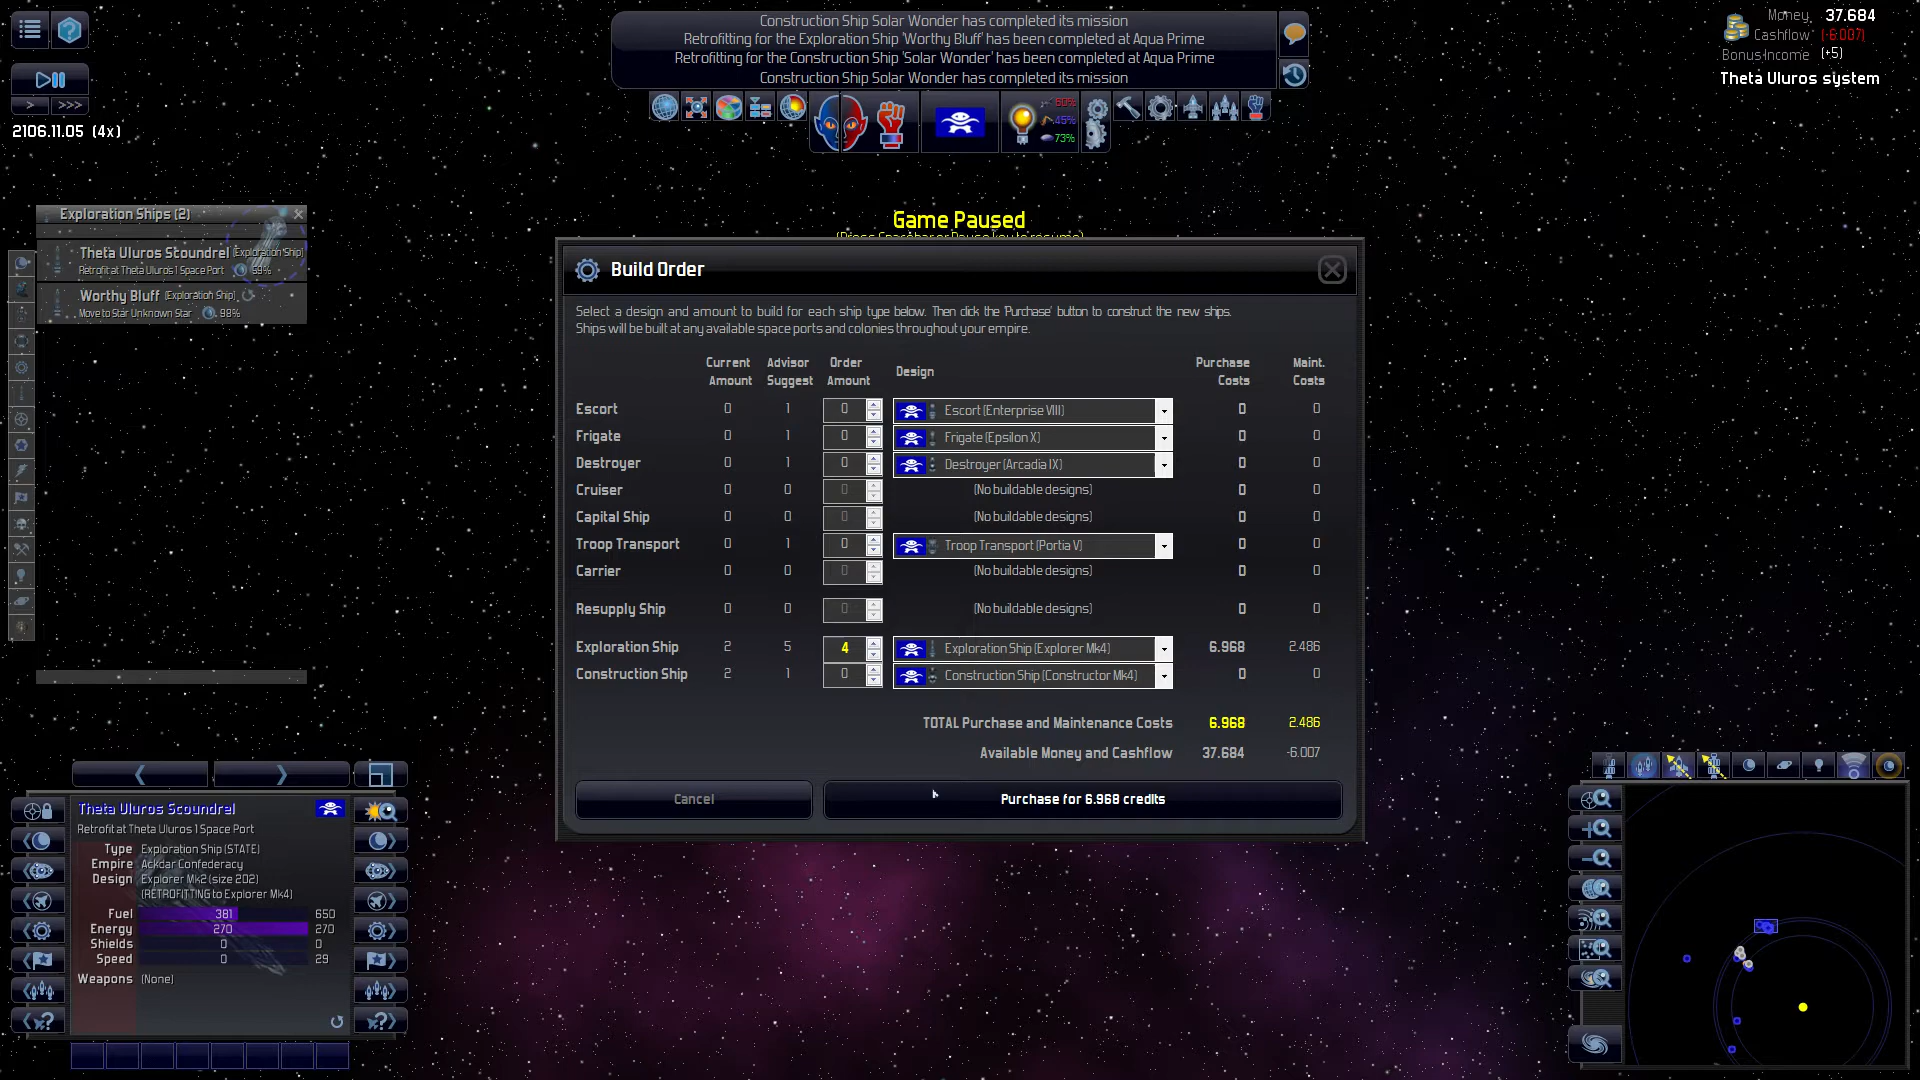 Construction Ship Solar Wonder has completed its mission
Retrofitting for the Exploration Ship 'Worthy Bluff' has been completed at Aqua Prime
Retrofitting for the Construction Ship 'Solar Wonder' has been completed at Aqua Prime
Construction Ship Solar Wonder has completed its mission
Money 37.684
Cashflow (-6.007)
Bonus Income (+5)
Theta Uluros system
> >>>
2106.11.05 (4x)
60%
45%
73%
Exploration Ships (2)
Theta Uluros Scoundrel (Exploration Ship)
Retrofit at Theta Uluros 1 Space Port 59%
Worthy Bluff (Exploration Ship)
Move to Star Unknown Star 98%
Game Paused
(Press Spacebar or Pause key to resume)
Build Order
Select a design and amount to build for each ship type below. Then click the 'Purchase' button to construct the new ships.
Ships will be built at any available space ports and colonies throughout your empire.
Current Amount Advisor Suggest Order Amount Design Purchase Costs Maint. Costs
Escort 0 1 0 Escort (Enterprise VIII) 0 0
Frigate 0 1 0 Frigate (Epsilon X) 0 0
Destroyer 0 1 0 Destroyer (Arcadia IX) 0 0
Cruiser 0 0 0 (No buildable designs) 0 0
Capital Ship 0 0 0 (No buildable designs) 0 0
Troop Transport 0 1 0 Troop Transport (Portia V) 0 0
Carrier 0 0 0 (No buildable designs) 0 0
Resupply Ship 0 0 0 (No buildable designs) 0 0
Exploration Ship 2 5 4 Exploration Ship (Explorer Mk4) 6.968 2.486
Construction Ship 2 1 0 Construction Ship (Constructor Mk4) 0 0
TOTAL Purchase and Maintenance Costs 6.968 2.486
Available Money and Cashflow 37.684 -6.007
Cancel
Purchase for 6.968 credits
Theta Uluros Scoundrel
Retrofit at Theta Uluros 1 Space Port
Type Exploration Ship (STATE)
Empire Ackdar Confederacy
Design Explorer Mk2 (size 202)
(RETROFITTING to Explorer Mk4)
Fuel 381 650
Energy 270 270
Shields 0 0
Speed 0 29
Weapons (None)